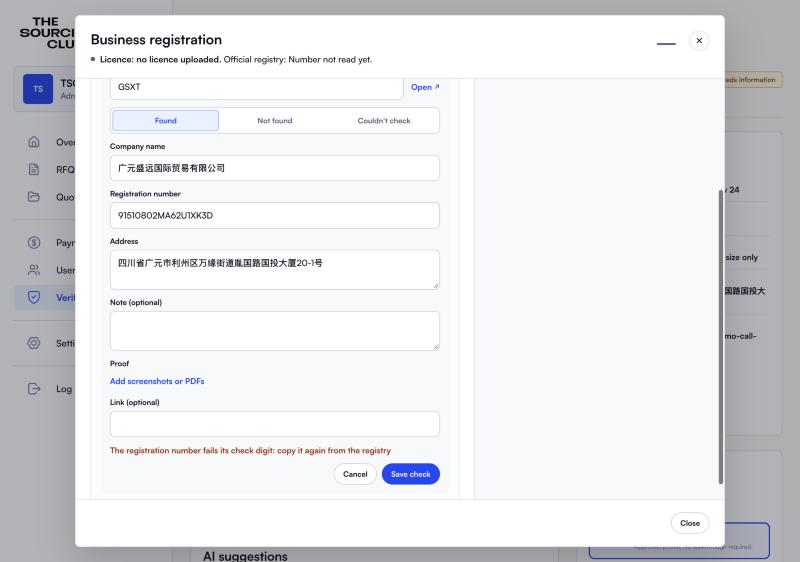 THE
SOURCI
CLU
TS
TSC
Adn
Over
RFQ
Quo
Payn
User
Verif
Setti
Log
Business registration
Licence: no licence uploaded. Official registry: Number not read yet.
GSXT
Open ↗
Found
Not found
Couldn't check
Company name
广元盛远国际贸易有限公司
Registration number
91510802MA62U1XK3D
Address
四川省广元市利州区万缘街道胤国路国投大厦20-1号
Note (optional)
Proof
Add screenshots or PDFs
Link (optional)
The registration number fails its check digit: copy it again from the registry
Cancel
Save check
Close
eds information
y 24
size only
国路国投大
mo-call-
AI suggestions
required.